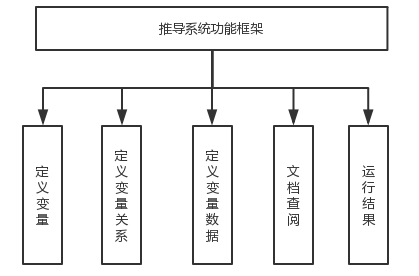 推导系统功能框架
定义变量
定义变量关系
定义变量数据
文档查阅
运行结果